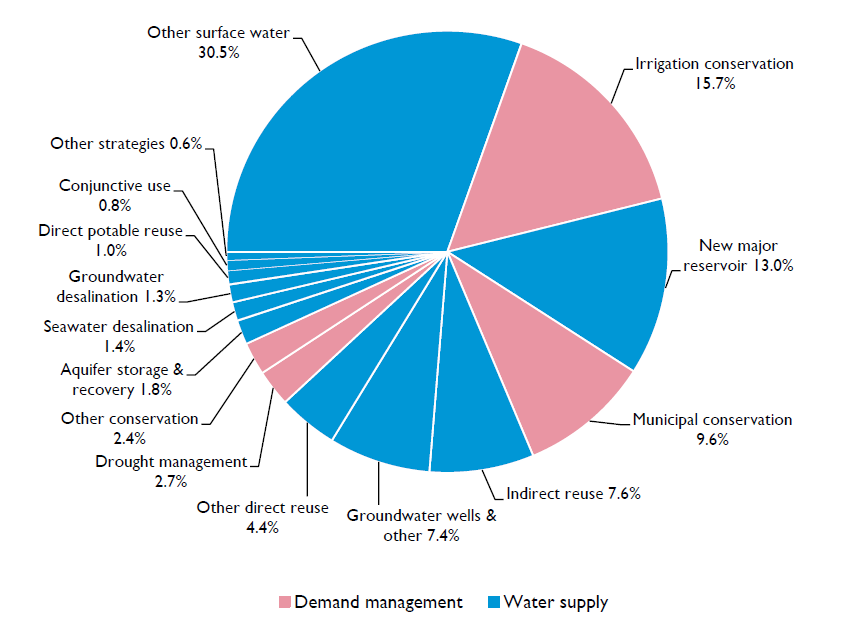 Other surface water
30.5%
Irrigation conservation
15.7%
New major
reservoir 13.0%
Municipal conservation
9.6%
Indirect reuse 7.6%
Groundwater wells &
other 7.4%
Other direct reuse
4.4%
Drought management
2.7%
Other conservation
2.4%
Aquifer storage &
recovery 1.8%
Seawater desalination
1.4%
Groundwater
desalination 1.3%
Direct potable reuse
1.0%
Conjunctive use
0.8%
Other strategies 0.6%
Demand management
Water supply